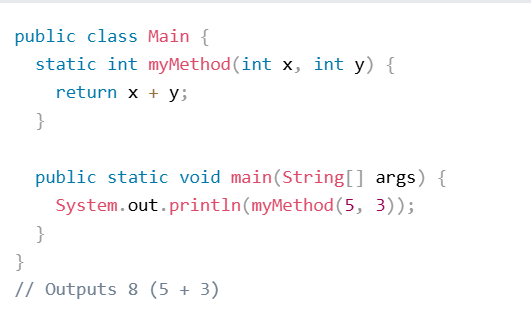 public class Main {
  static int myMethod(int x, int y) {
    return x + y;
  }

  public static void main(String[] args) {
    System.out.println(myMethod(5, 3));
  }
}
// Outputs 8 (5 + 3)